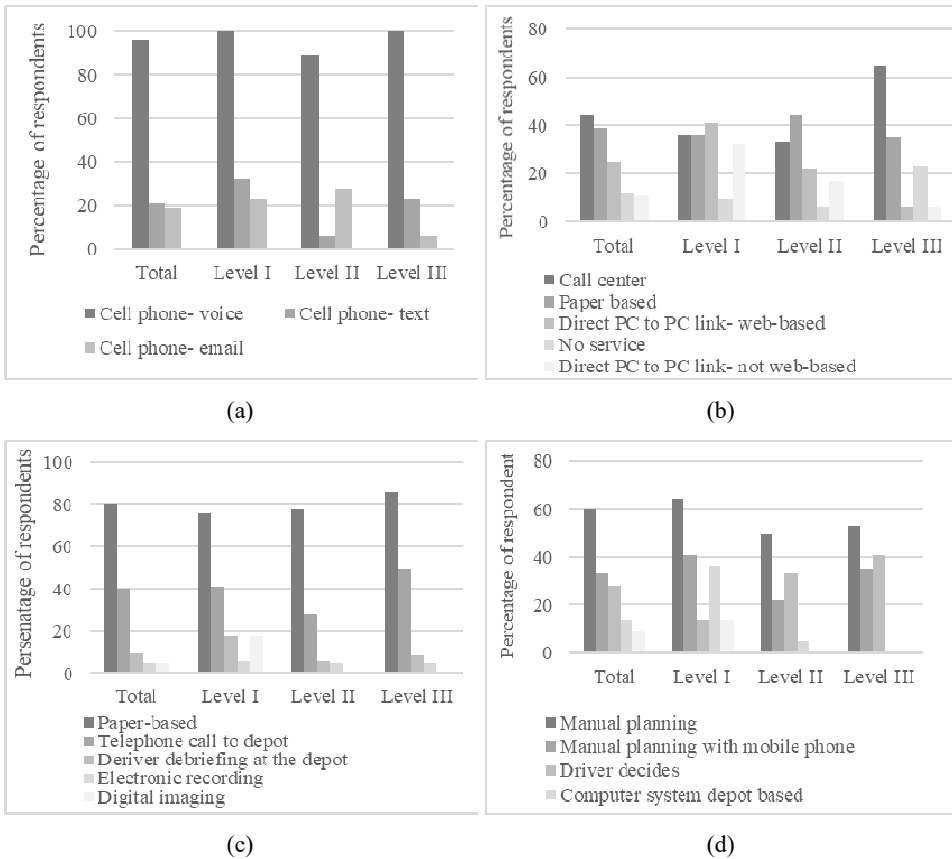 Percentage of respondents
100
80
60
40
20
0
Total Level I Level II Level III
Cell phone- voice Cell phone- text
Cell phone- email
(a)
Percentaage of respondents
80
60
40
20
0
Total Level I Level II Level III
Call center
Paper based
Direct PC to PC link- web-based
No service
Direct PC to PC link- not web-based
(b)
Persenatage of respondents
100
80
60
40
20
0
Total Level I Level II Level III
Paper-based
Telephone call to depot
Deriver debriefing at the depot
Electronic recording
Digital imaging
(c)
Percentage of respondent
80
60
40
20
0
Total Level I Level II Level III
Manual planning
Manual planning with mobile phone
Driver decides
Computer system depot based
(d)